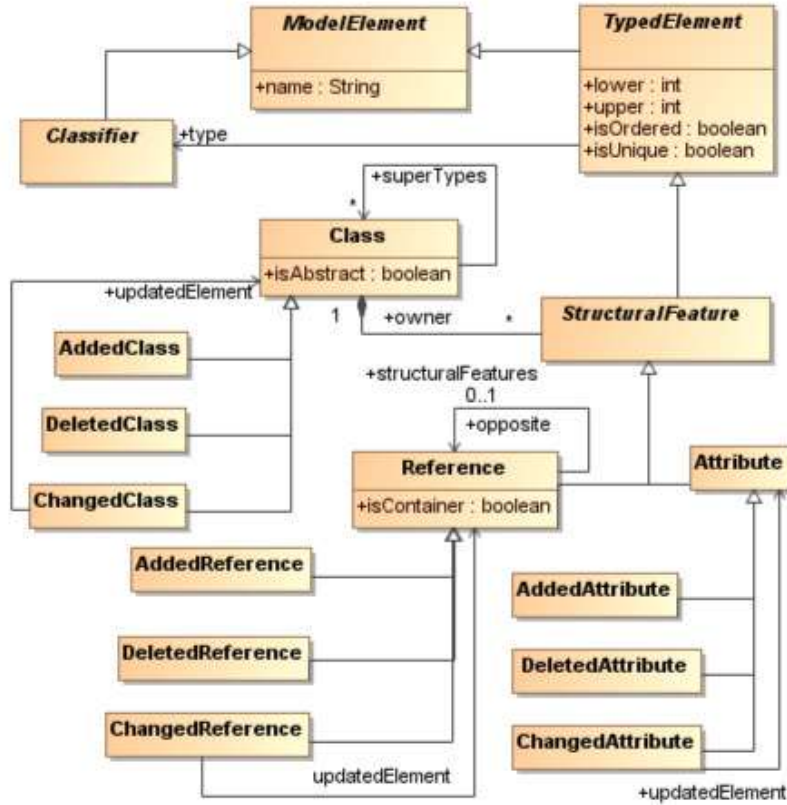 ModelElement
+name : String
TypedElement
+lower : int
+upper : int
+isOrdered : boolean
+isUnique : boolean
Classifier
+type
+superTypes
*
Class
+isAbstract : boolean
+updatedElement
1
+owner
*
StructuralFeature
AddedClass
DeletedClass
ChangedClass
+structuralFeatures
0..1
+opposite
Reference
+isContainer : boolean
Attribute
AddedReference
DeletedReference
ChangedReference
updatedElement
AddedAttribute
DeletedAttribute
ChangedAttribute
+updatedElement